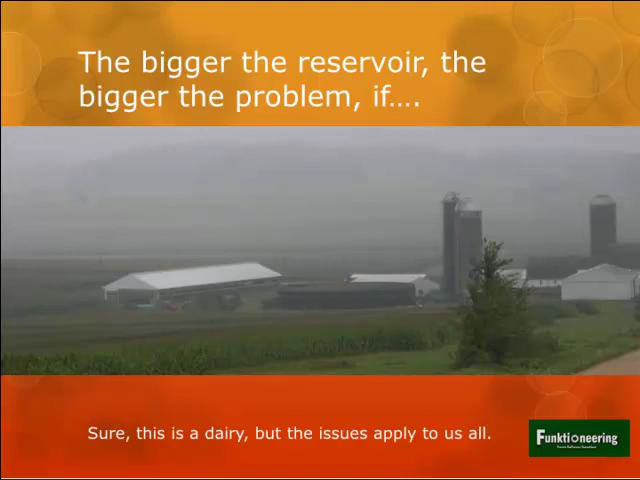 The bigger the reservoir, the
bigger the problem, if….
Sure, this is a dairy, but the issues apply to us all.
Funktioneering